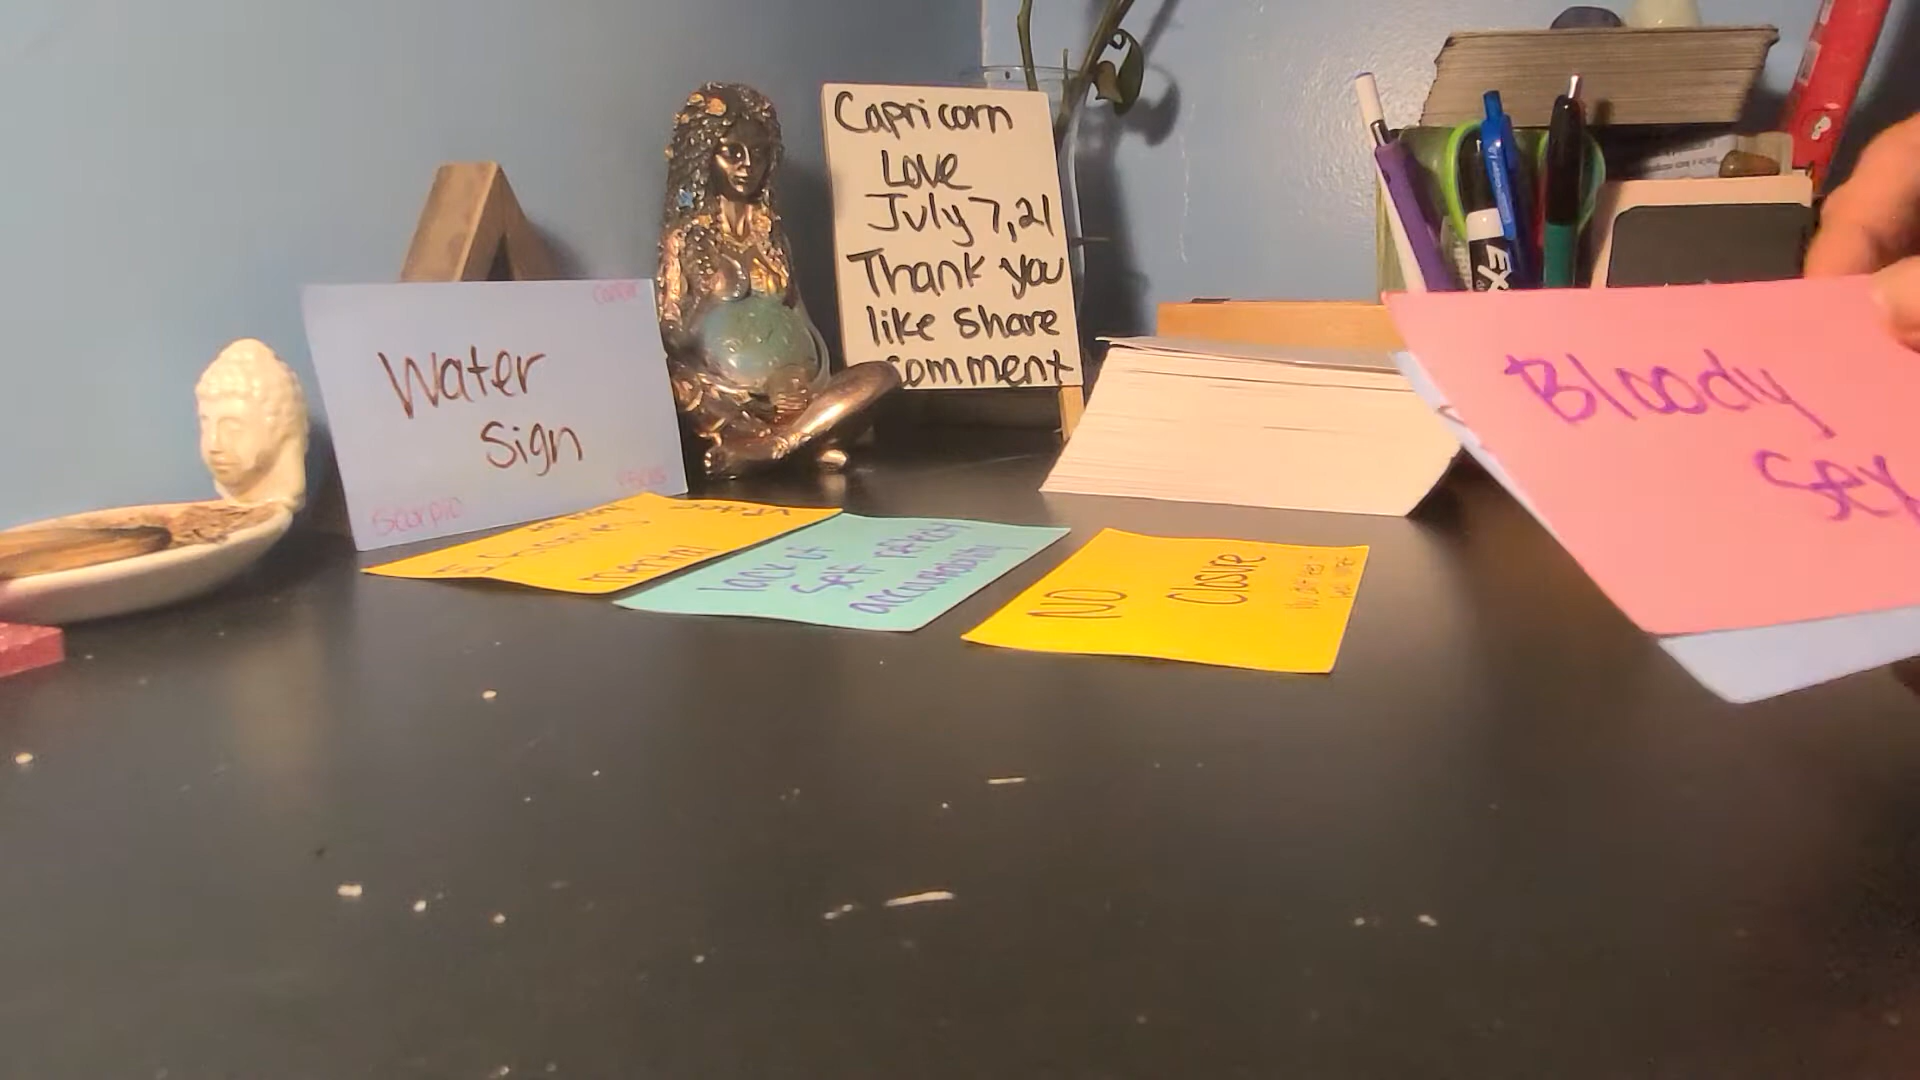 Capricorn
Love
July 7, 21
Thank you
like Share
comment
Water
Sign
Cancer
Scorpio
Pisces
mental
lack of
Self
accountability
NO Closure
Bloody
Sex